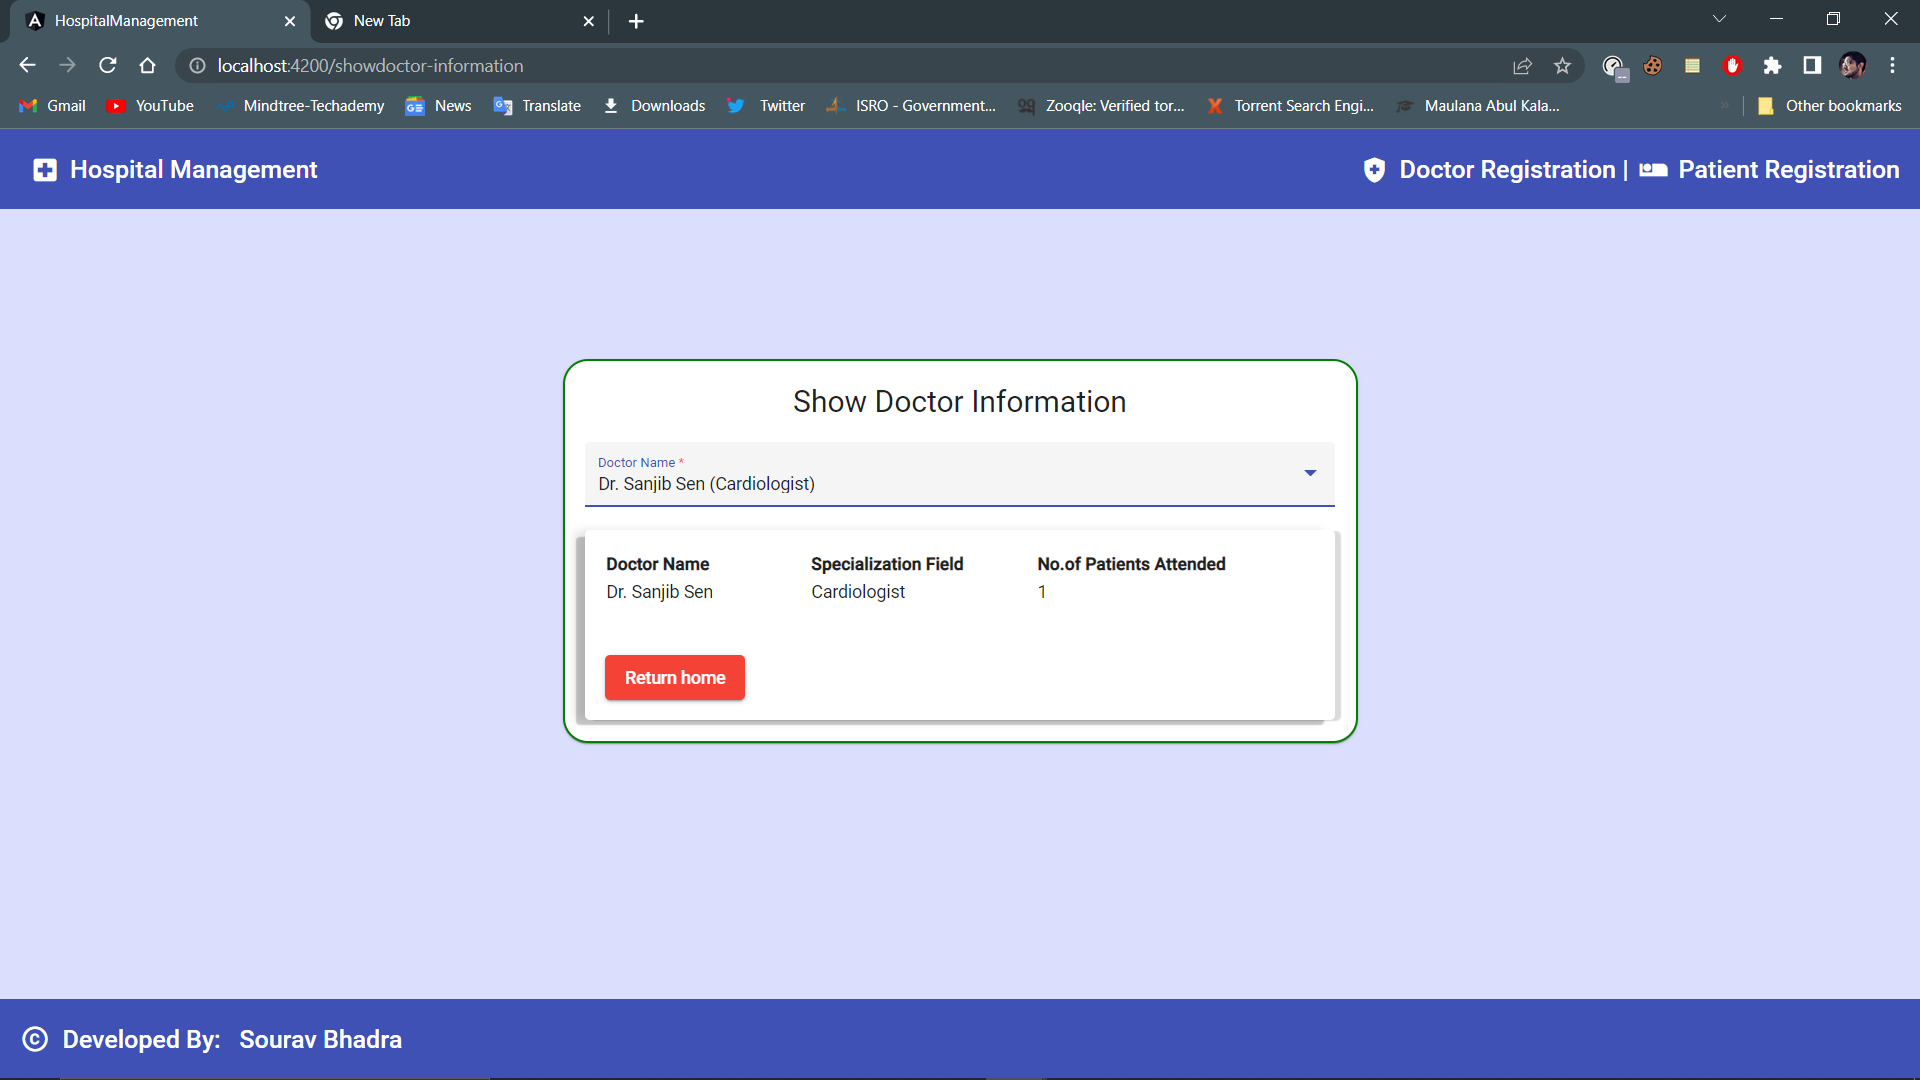 HospitalManagement
New Tab
localhost:4200/showdoctor-information
Gmail YouTube Mindtree-Techademy News Translate Downloads Twitter ISRO - Government... Zooqle: Verified tor... Torrent Search Engi... Maulana Abul Kala... » Other bookmarks
Hospital Management
Doctor Registration | Patient Registration
Show Doctor Information
Doctor Name *
Dr. Sanjib Sen (Cardiologist)
Doctor Name Specialization Field No.of Patients Attended
Dr. Sanjib Sen Cardiologist 1
Return home
© Developed By: Sourav Bhadra